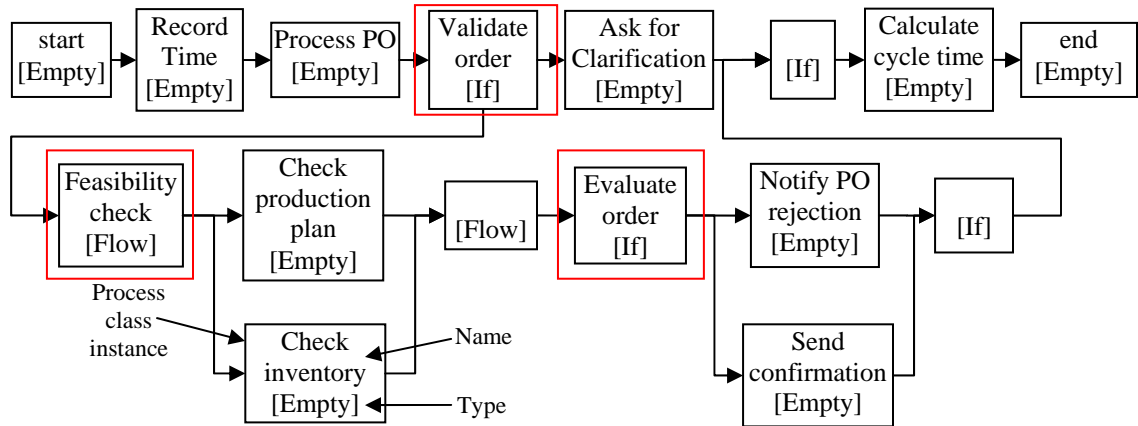 start
[Empty]
Record
Time
[Empty]
Process PO
[Empty]
Validate
order
[If]
Ask for
Clarification
[Empty]
[If]
Calculate
cycle time
[Empty]
end
[Empty]
Feasibility
check
[Flow]
Check
production
plan
[Empty]
[Flow]
Evaluate
order
[If]
Notify PO
rejection
[Empty]
[If]
Process
class
instance
Check
inventory
[Empty]
Name
Type
Send
confirmation
[Empty]